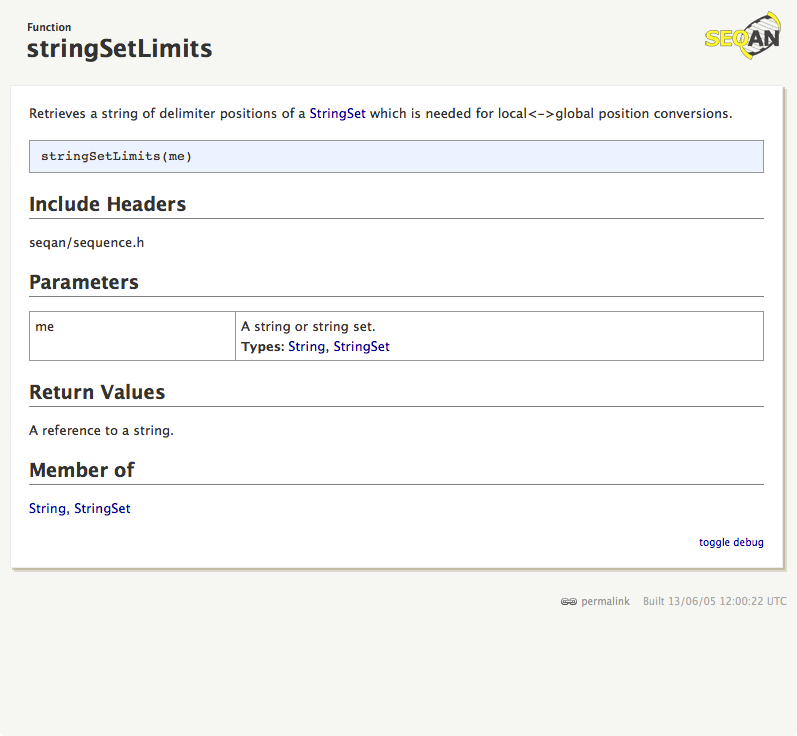 Function
stringSetLimits
SEQAN
Retrieves a string of delimiter positions of a StringSet which is needed for local<->global position conversions.
stringSetLimits(me)
Include Headers
seqan/sequence.h
Parameters
me
A string or string set.
Types: String, StringSet
Return Values
A reference to a string.
Member of
String, StringSet
toggle debug
permalink Built 13/06/05 12:00:22 UTC